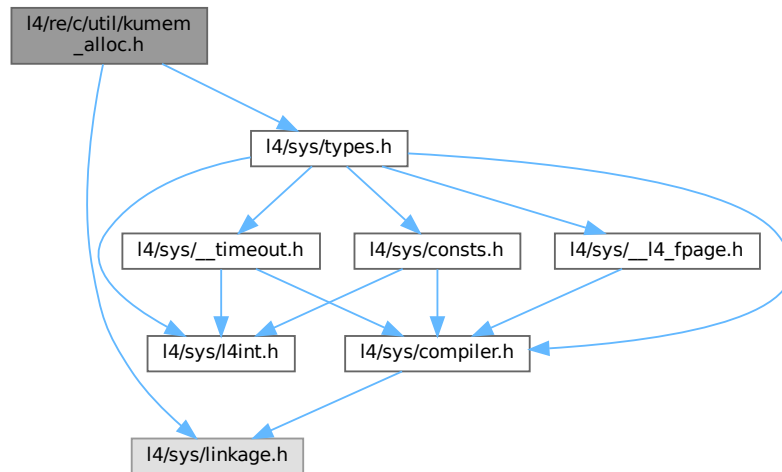 l4/re/c/util/kumem
_alloc.h
l4/sys/types.h
l4/sys/__timeout.h
l4/sys/consts.h
l4/sys/__l4_fpage.h
l4/sys/l4int.h
l4/sys/compiler.h
l4/sys/linkage.h